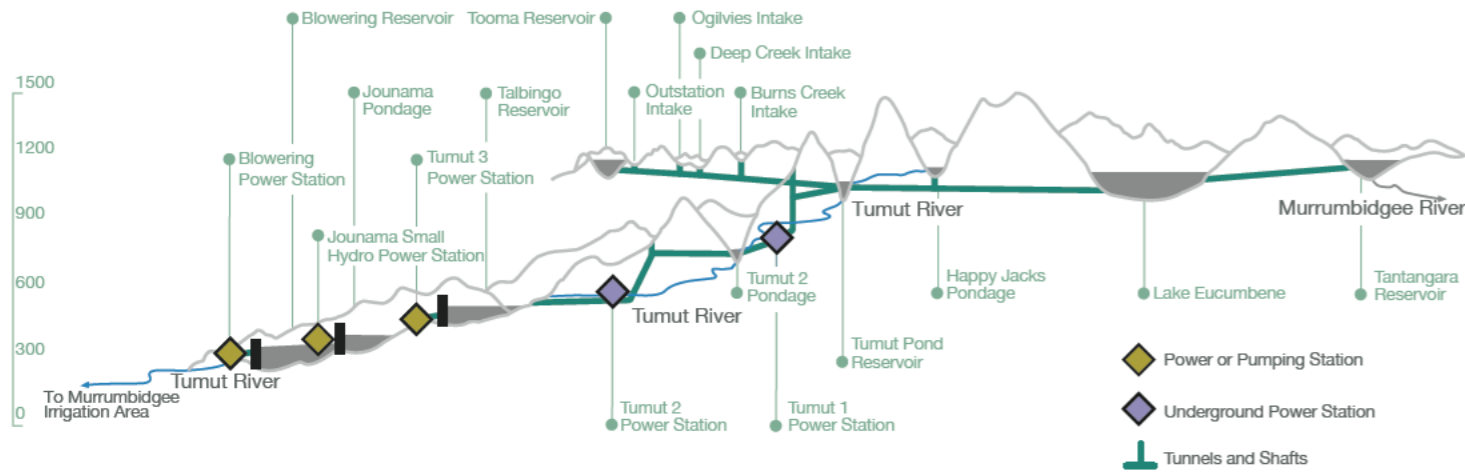 Blowering Reservoir
Tooma Reservoir
Ogilvies Intake
Deep Creek Intake
1500
Jounama
Pondage
Talbingo
Reservoir
Outstation
Intake
Burns Creek
Intake
1200
Blowering
Power Station
Tumut 3
Power Station
900
Jounama Small
Hydro Power Station
Tumut River
Murrumbidgee River
600
Tumut 2
Pondage
Happy Jacks
Pondage
Lake Eucumbene
Tantangara
Reservoir
Tumut River
300
Tumut Pond
Reservoir
Tumut River
To Murrumbidgee
Irrigation Area
0
Tumut 2
Power Station
Tumut 1
Power Station
Power or Pumping Station
Underground Power Station
Tunnels and Shafts